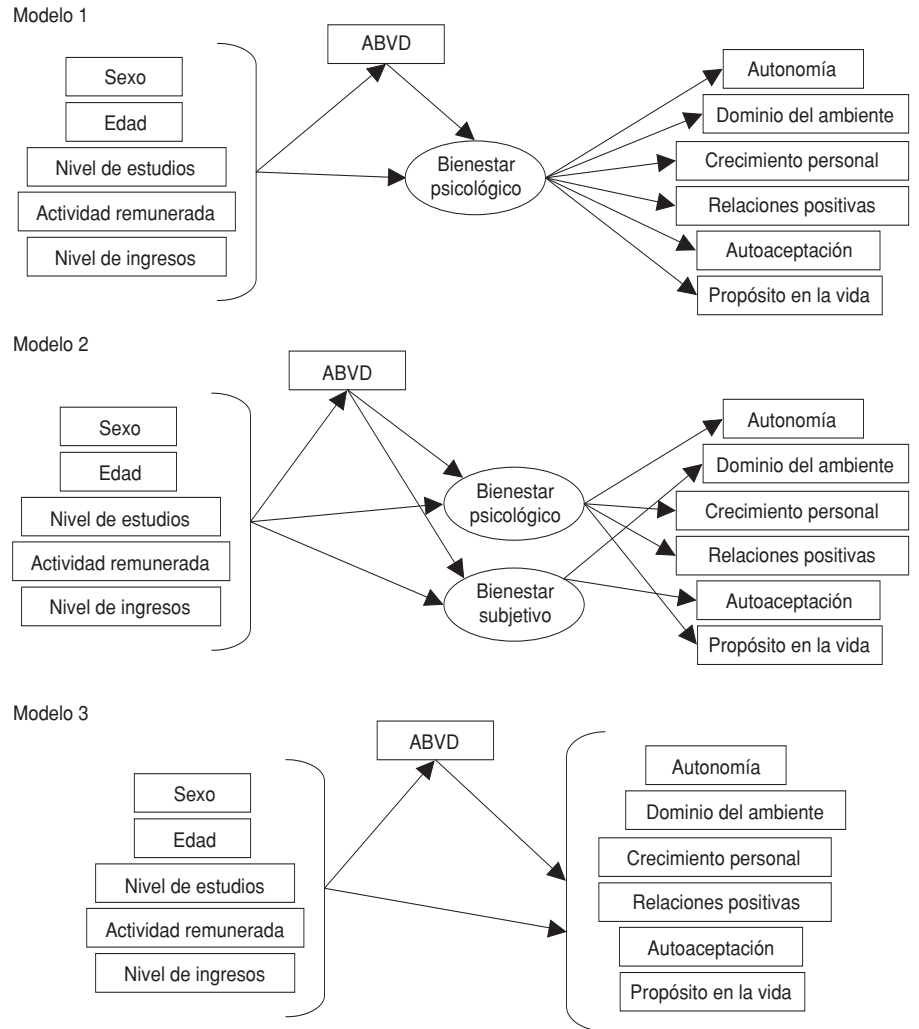 Modelo 1
ABVD
Sexo
Edad
Nivel de estudios
Actividad remunerada
Nivel de ingresos
Bienestar
psicológico
Autonomía
Dominio del ambiente
Crecimiento personal
Relaciones positivas
Autoaceptación
Propósito en la vida
Modelo 2
ABVD
Sexo
Edad
Nivel de estudios
Actividad remunerada
Nivel de ingresos
Bienestar
psicológico
Bienestar
subjetivo
Autonomía
Dominio del ambiente
Crecimiento personal
Relaciones positivas
Autoaceptación
Propósito en la vida
Modelo 3
ABVD
Sexo
Edad
Nivel de estudios
Actividad remunerada
Nivel de ingresos
Autonomía
Dominio del ambiente
Crecimiento personal
Relaciones positivas
Autoaceptación
Propósito en la vida